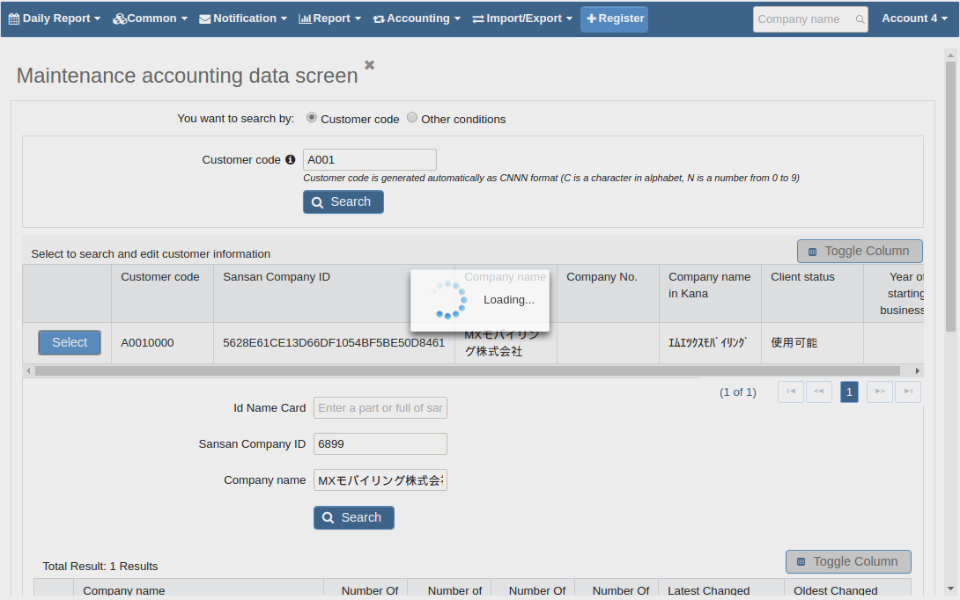 Daily Report Common Notification Report Accounting Import/Export Register Company name Account 4
Maintenance accounting data screen
You want to search by: Customer code Other conditions
Customer code A001
Customer code is generated automatically as CNNN format (C is a character in alphabet, N is a number from 0 to 9)
Search
Select to search and edit customer information Toggle Column
Customer code Sansan Company ID Company name Company No. Company name in Kana Client status Year of starting business
Loading...
Select A0010000 5628E61CE13D66DF1054BF5BE50D8461 MXモバイリング株式会社 ｴﾑｴﾂｸｽﾓﾊﾞｲﾘﾝｸﾞ 使用可能
(1 of 1) 1
Id Name Card Enter a part or full of sar
Sansan Company ID 6899
Company name MXモバイリング株式会社
Search
Total Result: 1 Results Toggle Column
Company name Number Of Number of Number Of Number Of Latest Changed Oldest Changed